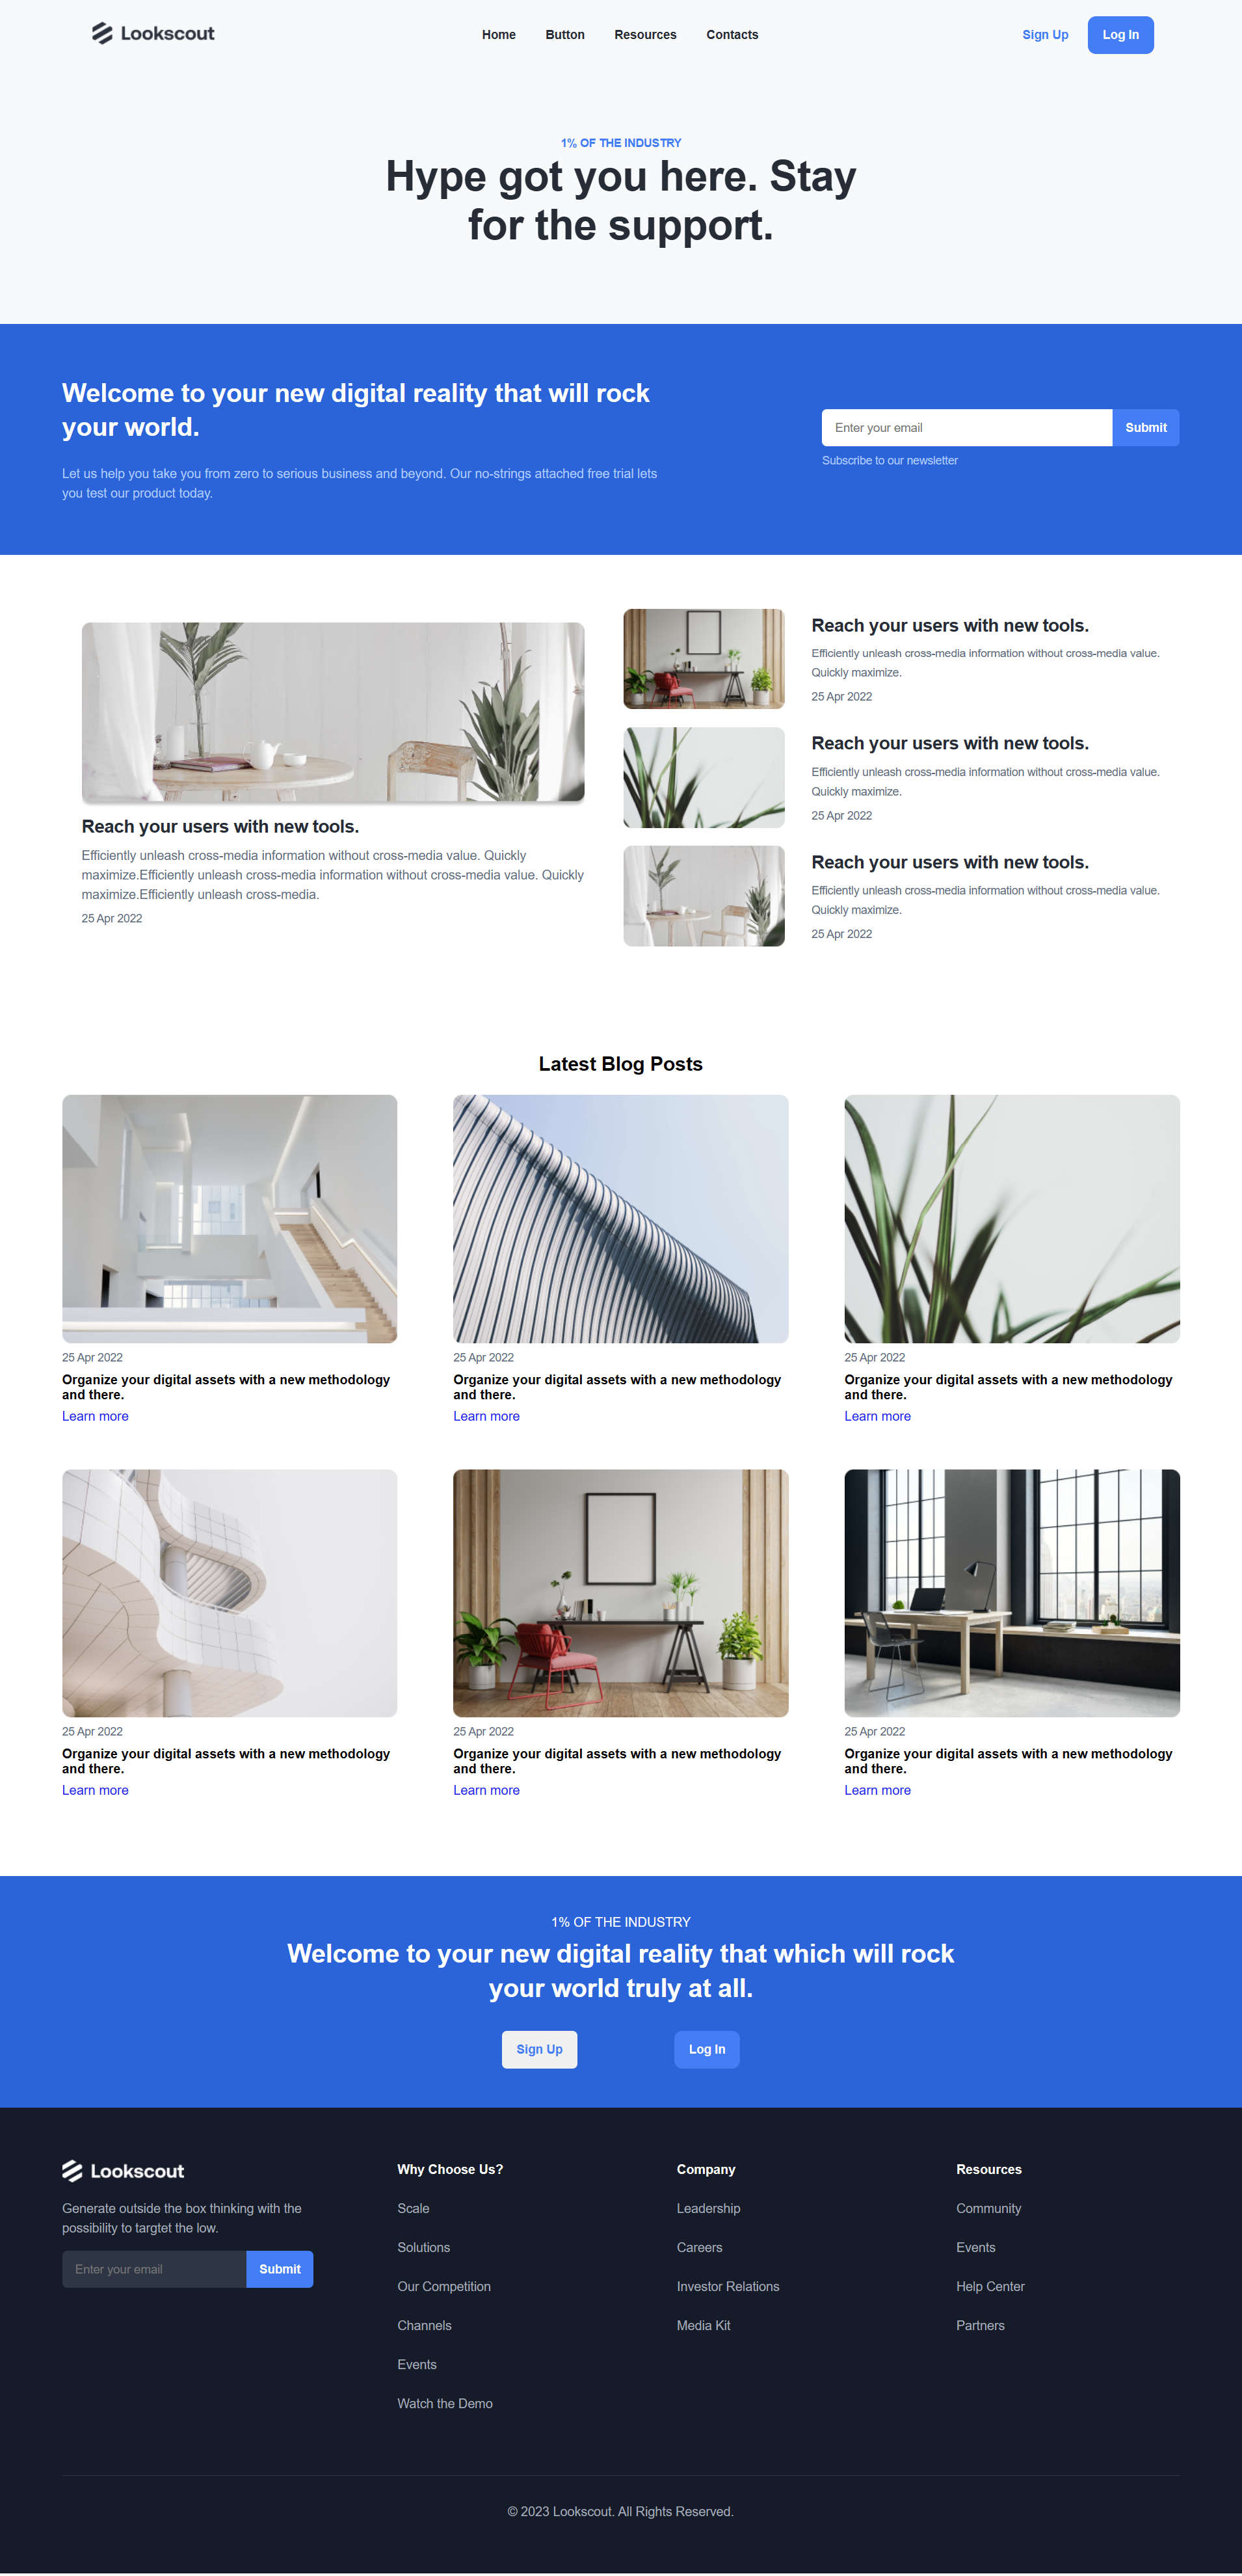 Lookscout
Home Button Resources Contacts
Sign Up Log In
1% OF THE INDUSTRY
Hype got you here. Stay
for the support.
Welcome to your new digital reality that will rock
your world.
Let us help you take you from zero to serious business and beyond. Our no-strings attached free trial lets
you test our product today.
Enter your email Submit
Subscribe to our newsletter
Reach your users with new tools.
Efficiently unleash cross-media information without cross-media value. Quickly
maximize.Efficiently unleash cross-media information without cross-media value. Quickly
maximize.Efficiently unleash cross-media.
25 Apr 2022
Reach your users with new tools.
Efficiently unleash cross-media information without cross-media value.
Quickly maximize.
25 Apr 2022
Reach your users with new tools.
Efficiently unleash cross-media information without cross-media value.
Quickly maximize.
25 Apr 2022
Reach your users with new tools.
Efficiently unleash cross-media information without cross-media value.
Quickly maximize.
25 Apr 2022
Latest Blog Posts
25 Apr 2022
Organize your digital assets with a new methodology
and there.
Learn more
25 Apr 2022
Organize your digital assets with a new methodology
and there.
Learn more
25 Apr 2022
Organize your digital assets with a new methodology
and there.
Learn more
25 Apr 2022
Organize your digital assets with a new methodology
and there.
Learn more
25 Apr 2022
Organize your digital assets with a new methodology
and there.
Learn more
25 Apr 2022
Organize your digital assets with a new methodology
and there.
Learn more
1% OF THE INDUSTRY
Welcome to your new digital reality that which will rock
your world truly at all.
Sign Up Log In
Lookscout
Generate outside the box thinking with the
possibility to targtet the low.
Enter your email Submit
Why Choose Us?
Scale
Solutions
Our Competition
Channels
Events
Watch the Demo
Company
Leadership
Careers
Investor Relations
Media Kit
Resources
Community
Events
Help Center
Partners
© 2023 Lookscout. All Rights Reserved.